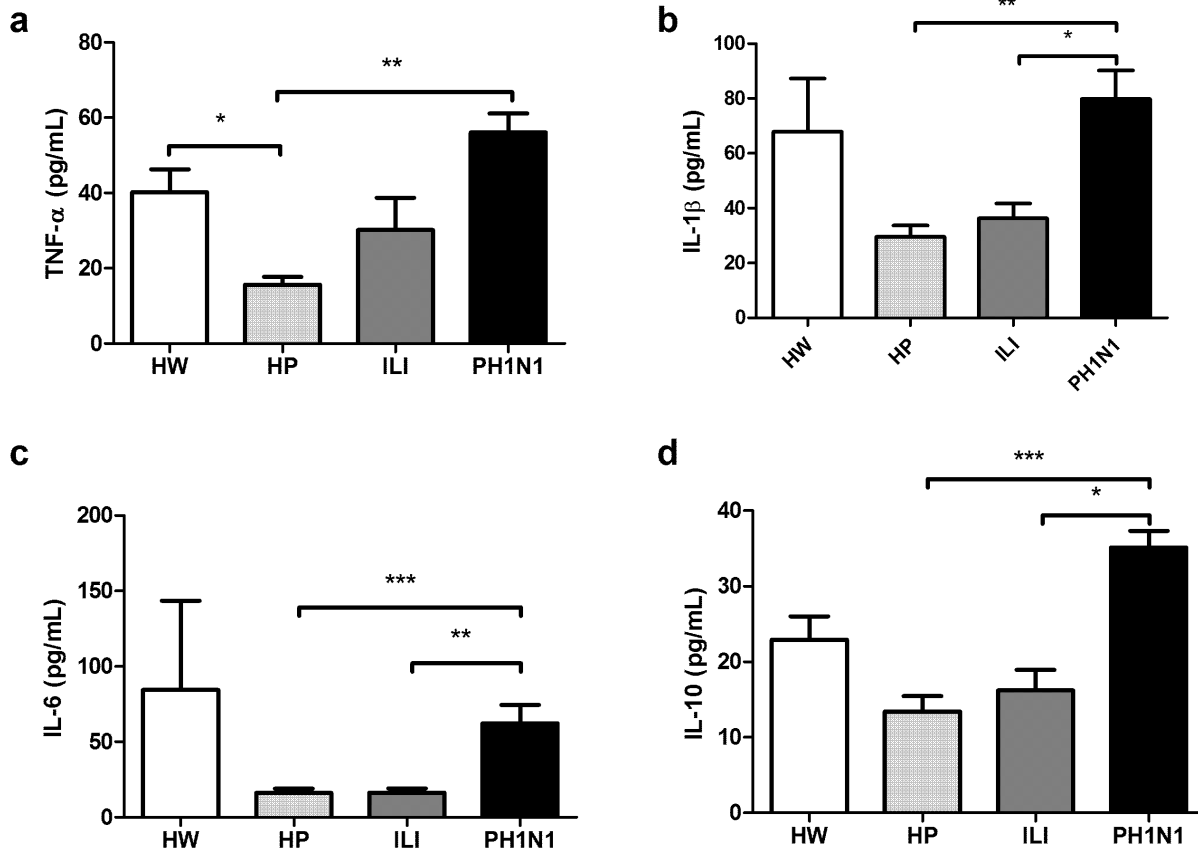 a
TNF-α (pg/mL)
80
60
40
20
0
*
**
HW HP ILI PH1N1
b
IL-1β (pg/mL)
100
80
60
40
20
0
**
*
HW HP ILI PH1N1
c
IL-6 (pg/mL)
200
150
100
50
0
***
**
HW HP ILI PH1N1
d
IL-10 (pg/mL)
40
30
20
10
0
***
*
HW HP ILI PH1N1